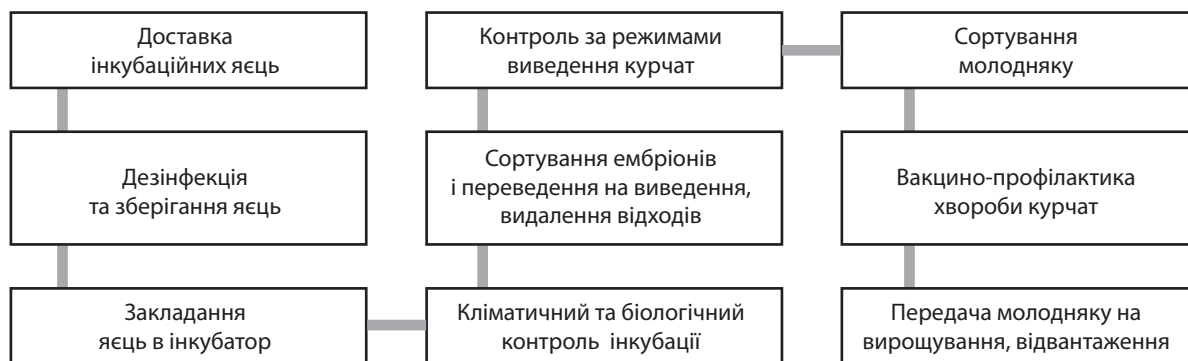 Доставка
інкубаційних яєць
Дезінфекція
та зберігання яєць
Закладання
яєць в інкубатор
Кліматичний та біологічний
контроль інкубації
Сортування ембріонів
і переведення на виведення,
видалення відходів
Контроль за режимами
виведення курчат
Сортування
молодняку
Вакцино-профілактика
хвороби курчат
Передача молодняку на
вирощування, відвантаження